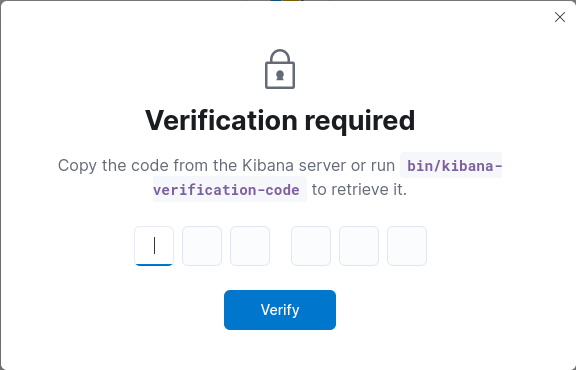 Verification required
Copy the code from the Kibana server or run bin/kibana-
verification-code to retrieve it.
Verify